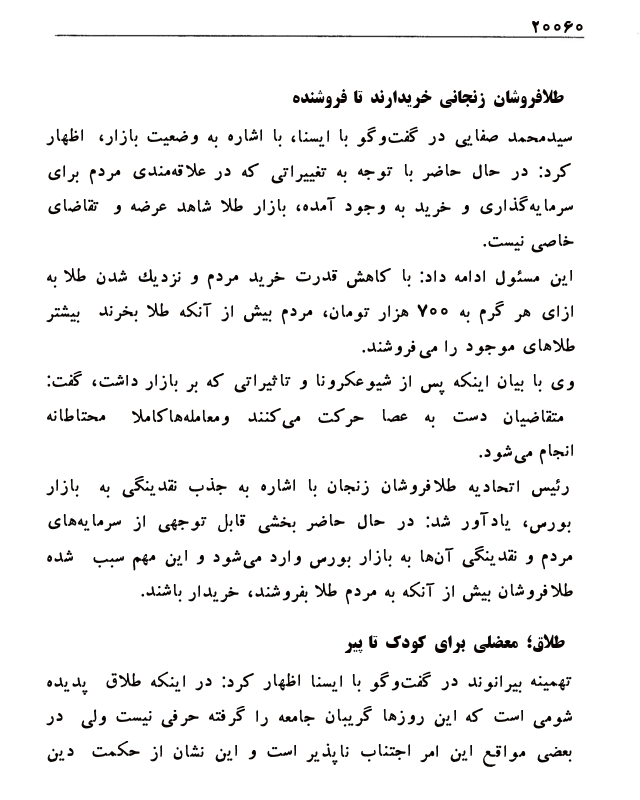 ۲۰۰۶۰
طلافروشان زنجانی خریدارند تا فروشنده
سیدمحمد صفایی در گفت‌وگو با ایسنا، با اشاره به وضعیت بازار، اظهار
کرد: در حال حاضر با توجه به تغییراتی که در علاقه‌مندی مردم برای
سرمایه‌گذاری و خرید به وجود آمده، بازار طلا شاهد عرضه و تقاضای
خاصی نیست.
این مسئول ادامه داد: با کاهش قدرت خرید مردم و نزدیك شدن طلا به
ازای هر گرم به ۷۰۰ هزار تومان، مردم بیش از آنکه طلا بخرند بیشتر
طلاهای موجود را می‌فروشند.
وی با بیان اینکه پس از شیوع‌کرونا و تاثیراتی که بر بازار داشت، گفت:
متقاضیان دست به عصا حرکت می‌کنند ومعامله‌هاکاملا محتاطانه
انجام می‌شود.
رئیس اتحادیه طلافروشان زنجان با اشاره به جذب نقدینگی به بازار
بورس، یادآور شد: در حال حاضر بخشی قابل توجهی از سرمایه‌های
مردم و نقدینگی آن‌ها به بازار بورس وارد می‌شود و این مهم سبب شده
طلافروشان بیش از آنکه به مردم طلا بفروشند، خریدار باشند.
طلاق؛ معضلی برای کودک تا پیر
تهمینه بیرانوند در گفت‌وگو با ایسنا اظهار کرد: در اینکه طلاق پدیده
شومی است که این روزها گریبان جامعه را گرفته حرفی نیست ولی در
بعضی مواقع این امر اجتناب ناپذیر است و این نشان از حکمت دین